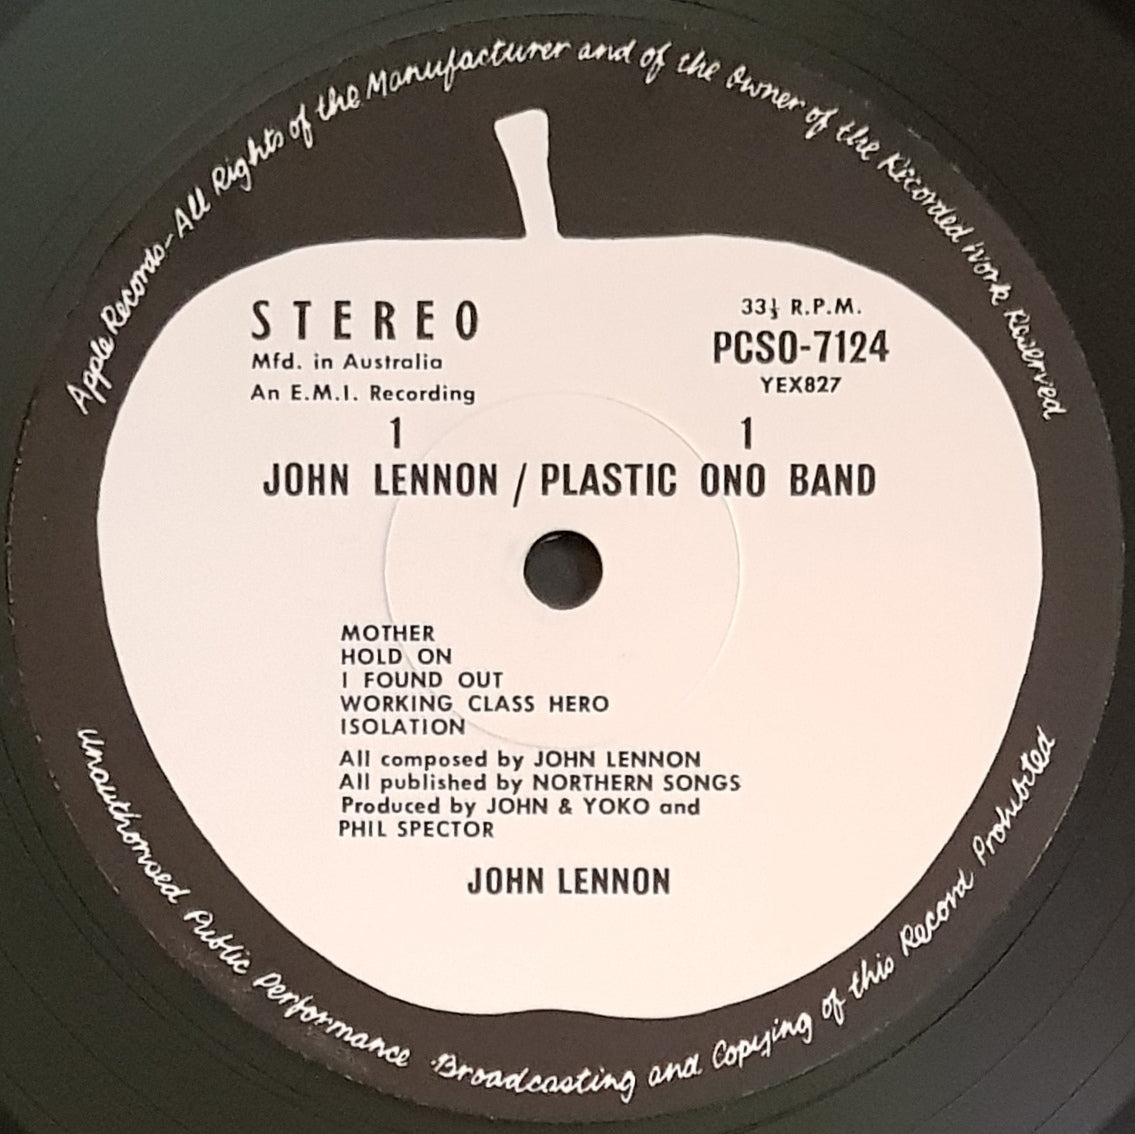 Apple Records-All Rights of the Manufacturer and of the Owner of the Recorded Work Reserved
STEREO
Mfd. in Australia
An E.M.I. Recording
33⅓ R.P.M.
PCSO-7124
YEX827
1 1
JOHN LENNON / PLASTIC ONO BAND
MOTHER
HOLD ON
I FOUND OUT
WORKING CLASS HERO
ISOLATION
All composed by JOHN LENNON
All published by NORTHERN SONGS
Produced by JOHN & YOKO and
PHIL SPECTOR
JOHN LENNON
Unauthorised Public Performance Broadcasting and Copying of this Record Prohibited